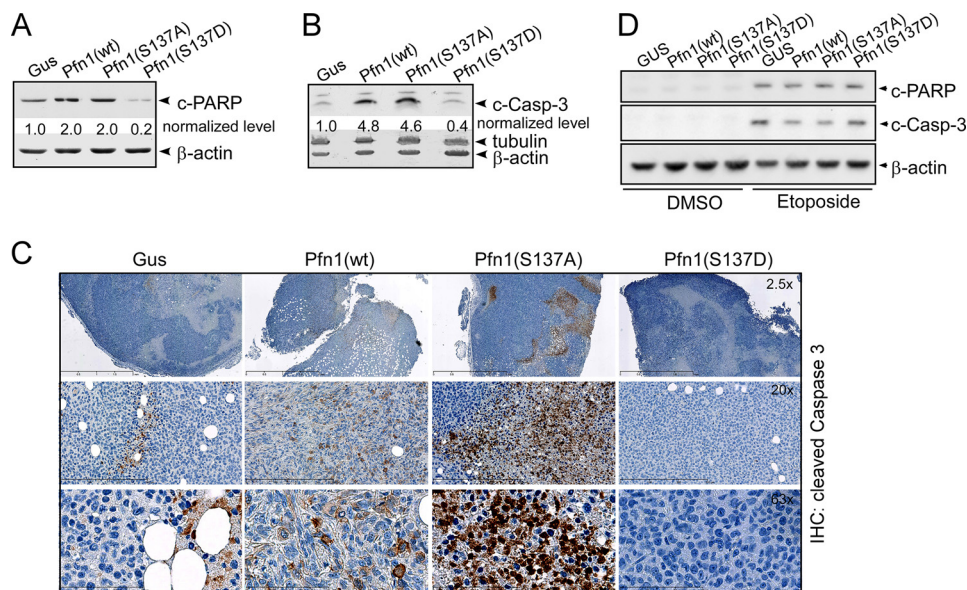 A
Gus Pfn1(wt) Pfn1(S137A) Pfn1(S137D)
c-PARP
1.0 2.0 2.0 0.2 normalized level
β-actin
B
Gus Pfn1(wt) Pfn1(S137A) Pfn1(S137D)
c-Casp-3
1.0 4.8 4.6 0.4 normalized level
tubulin
β-actin
D
GUS Pfn1(wt) Pfn1(S137A) Pfn1(S137D) GUS Pfn1(wt) Pfn1(S137A) Pfn1(S137D)
c-PARP
c-Casp-3
β-actin
DMSO Etoposide
C
Gus Pfn1(wt) Pfn1(S137A) Pfn1(S137D)
2.5x
20x
63x
IHC: cleaved Caspase 3